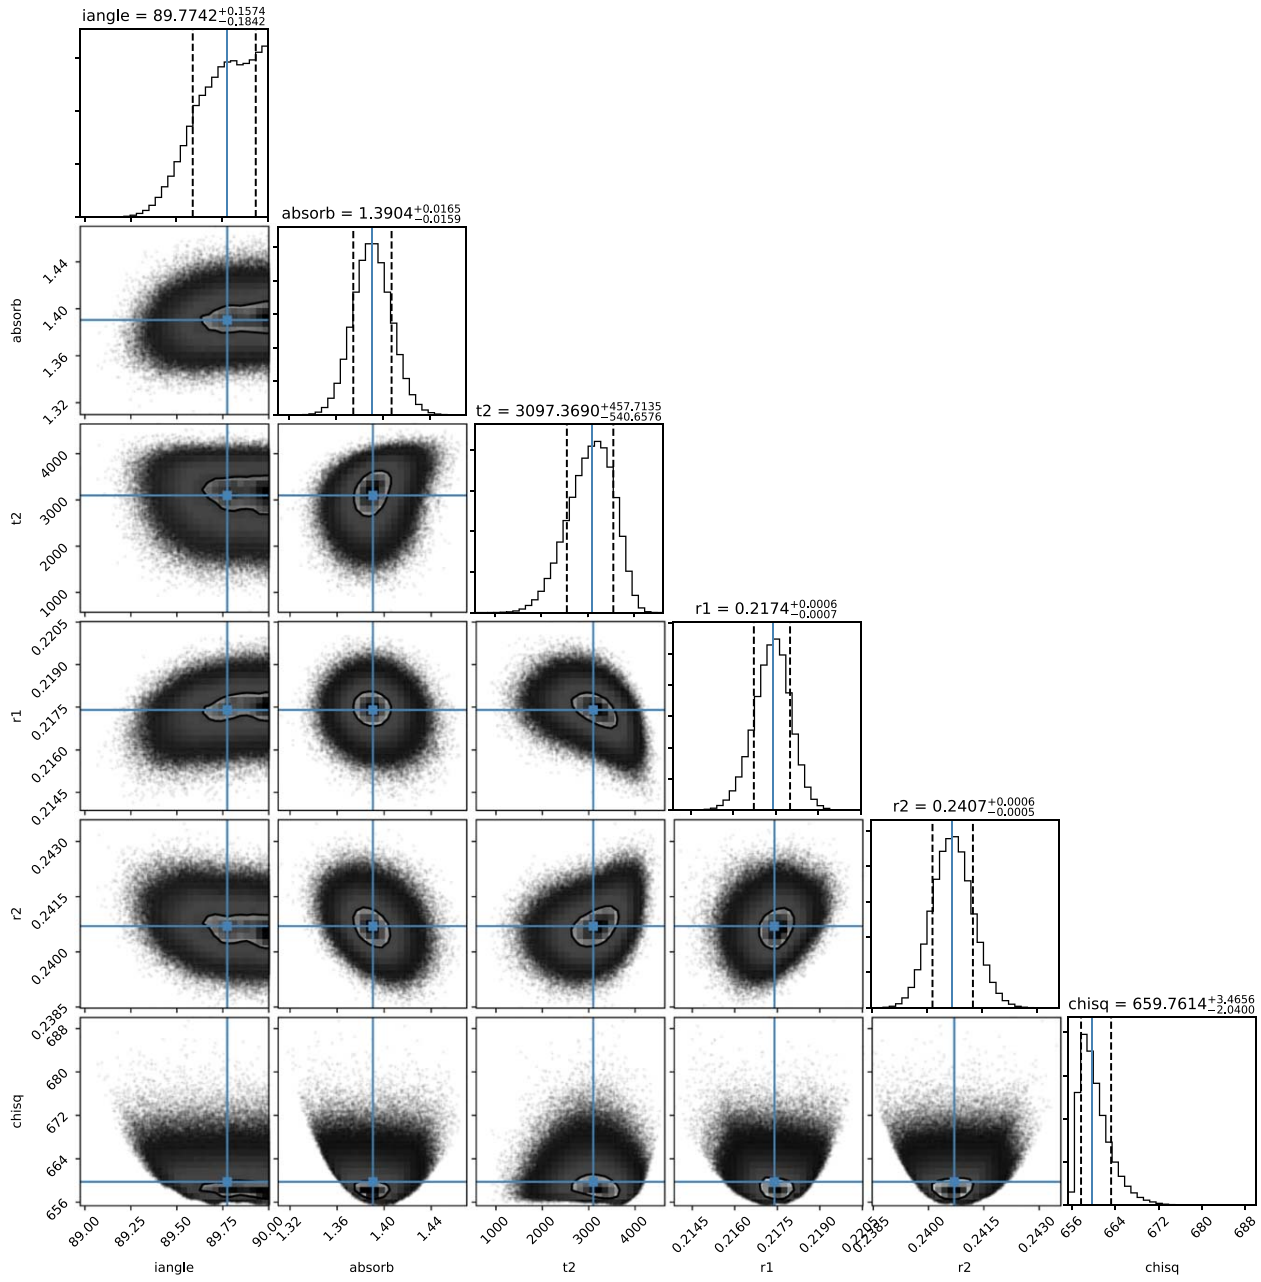 iangle = 89.7742+0.1574−0.1842
absorb = 1.3904+0.0165−0.0159
1.44
1.40
1.36
1.32
absorb
t2 = 3097.3690+457.7135−540.6576
4000
3000
2000
1000
t2
r1 = 0.2174+0.0006−0.0007
0.2205
0.2190
0.2175
0.2160
0.2145
r1
r2 = 0.2407+0.0006−0.0005
0.2430
0.2415
0.2400
0.2385
r2
chisq = 659.7614+3.4656−2.0400
688
680
672
664
656
chisq
89.00 89.25 89.50 89.75 90.00 1.32 1.36 1.40 1.44 1000 2000 3000 4000 0.2145 0.2160 0.2175 0.2190 0.2205 0.2385 0.2400 0.2415 0.2430 656 664 672 680 688
iangle absorb t2 r1 r2 chisq